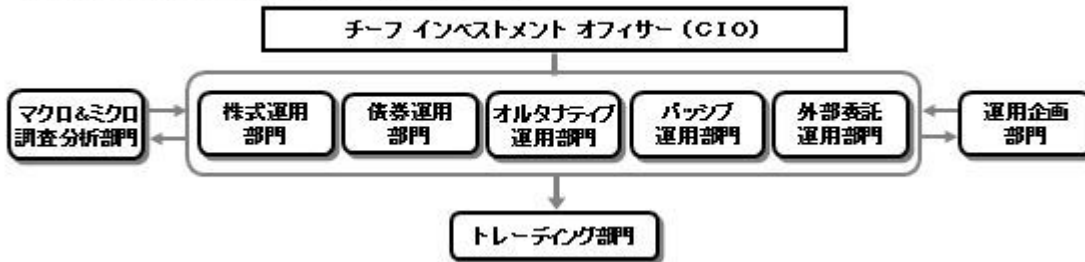 チーフ インベストメント オフィサー (CIO)
マクロ&ミクロ
調査分析部門
株式運用
部門
債券運用
部門
オルタナティブ
運用部門
パッシブ
運用部門
外部委託
運用部門
運用企画
部門
トレーディング部門